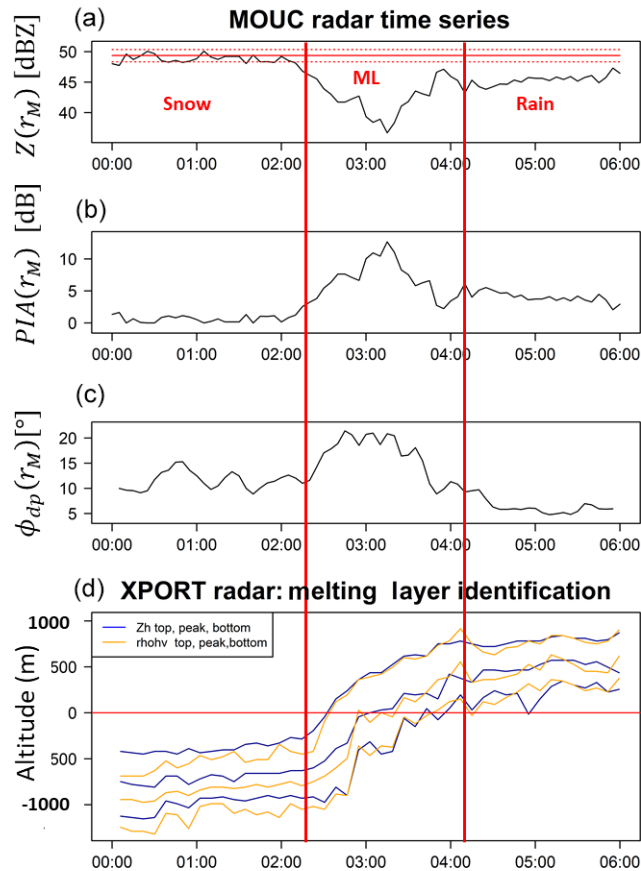 (a) MOUC radar time series
Z(r_M) [dBZ]
50
45
40
Snow
ML
Rain
00:00 01:00 02:00 03:00 04:00 05:00 06:00
(b)
PIA(r_M) [dB]
10
5
0
00:00 01:00 02:00 03:00 04:00 05:00 06:00
(c)
ϕ_dp(r_M)[°]
20
15
10
5
00:00 01:00 02:00 03:00 04:00 05:00 06:00
(d) XPORT radar: melting layer identification
Altitude (m)
1000
500
0
500
-1000
Zh top, peak, bottom
rhohv top, peak,bottom
00:00 01:00 02:00 03:00 04:00 05:00 06:00